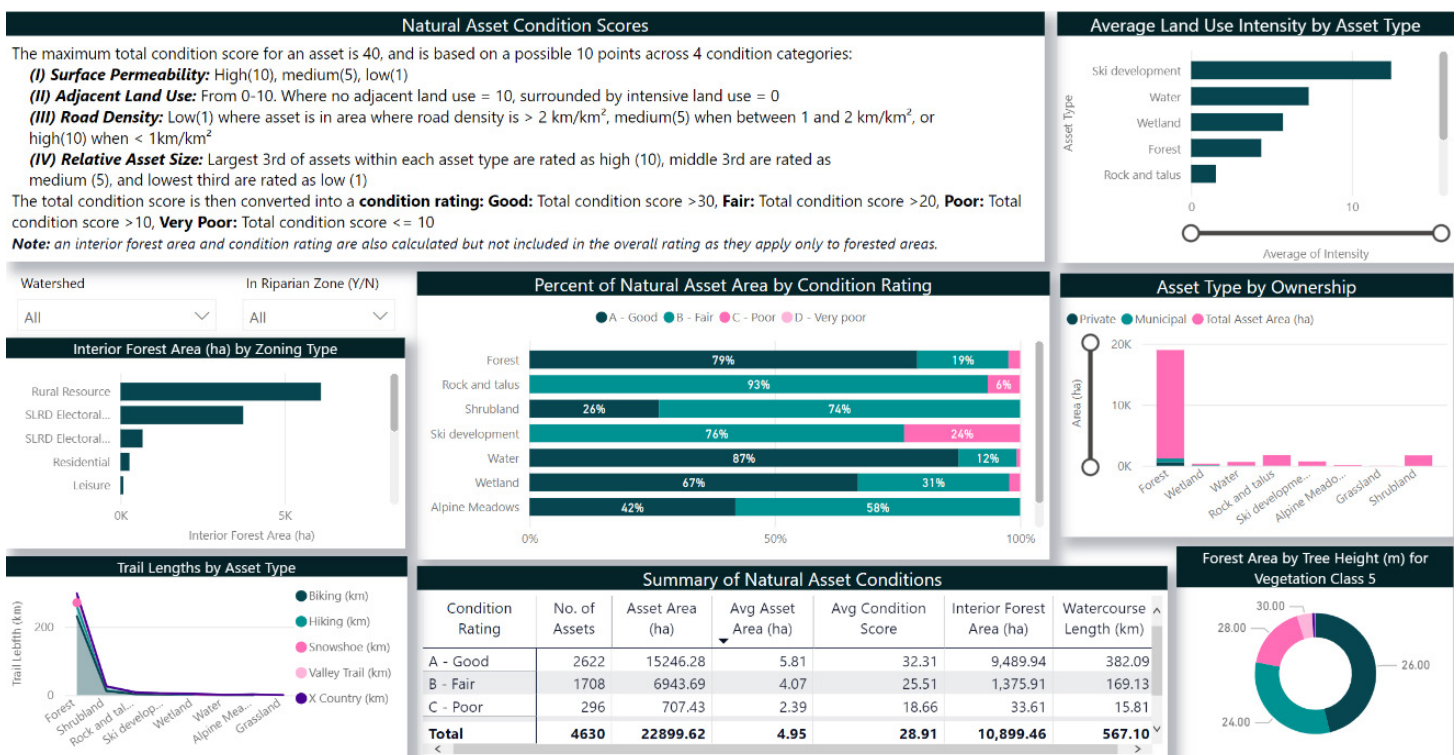 Natural Asset Condition Scores
The maximum total condition score for an asset is 40, and is based on a possible 10 points across 4 condition categories:
(I) Surface Permeability: High(10), medium(5), low(1)
(II) Adjacent Land Use: From 0-10. Where no adjacent land use = 10, surrounded by intensive land use = 0
(III) Road Density: Low(1) where asset is in area where road density is > 2 km/km², medium(5) when between 1 and 2 km/km², or
high(10) when < 1km/km²
(IV) Relative Asset Size: Largest 3rd of assets within each asset type are rated as high (10), middle 3rd are rated as
medium (5), and lowest third are rated as low (1)
The total condition score is then converted into a condition rating: Good: Total condition score >30, Fair: Total condition score >20, Poor: Total
condition score >10, Very Poor: Total condition score <= 10
Note: an interior forest area and condition rating are also calculated but not included in the overall rating as they apply only to forested areas.
Average Land Use Intensity by Asset Type
Asset Type
Ski development
Water
Wetland
Forest
Rock and talus
0 10
Average of Intensity
Watershed
All
In Riparian Zone (Y/N)
All
Interior Forest Area (ha) by Zoning Type
Rural Resource
SLRD Electoral...
SLRD Electoral...
Residential
Leisure
0K 5K
Interior Forest Area (ha)
Percent of Natural Asset Area by Condition Rating
A - Good B - Fair C - Poor D - Very poor
Forest 79% 19%
Rock and talus 93% 6%
Shrubland 26% 74%
Ski development 76% 24%
Water 87% 12%
Wetland 67% 31%
Alpine Meadows 42% 58%
0% 50% 100%
Asset Type by Ownership
Private Municipal Total Asset Area (ha)
Area (ha)
20K
10K
0K
Forest
Wetland
Water
Rock and talus
Ski developme...
Alpine Meado...
Grassland
Shrubland
Trail Lengths by Asset Type
Trail Lebfth (km)
200
0
Forest
Shrubland
Rock and tal...
Ski develop...
Wetland
Water
Alpine Mea...
Grassland
Biking (km)
Hiking (km)
Snowshoe (km)
Valley Trail (km)
X Country (km)
Summary of Natural Asset Conditions
Condition Rating No. of Assets Asset Area (ha) Avg Asset Area (ha) Avg Condition Score Interior Forest Area (ha) Watercourse Length (km)
A - Good 2622 15246.28 5.81 32.31 9,489.94 382.09
B - Fair 1708 6943.69 4.07 25.51 1,375.91 169.13
C - Poor 296 707.43 2.39 18.66 33.61 15.81
Total 4630 22899.62 4.95 28.91 10,899.46 567.10
Forest Area by Tree Height (m) for
Vegetation Class 5
30.00
28.00
26.00
24.00